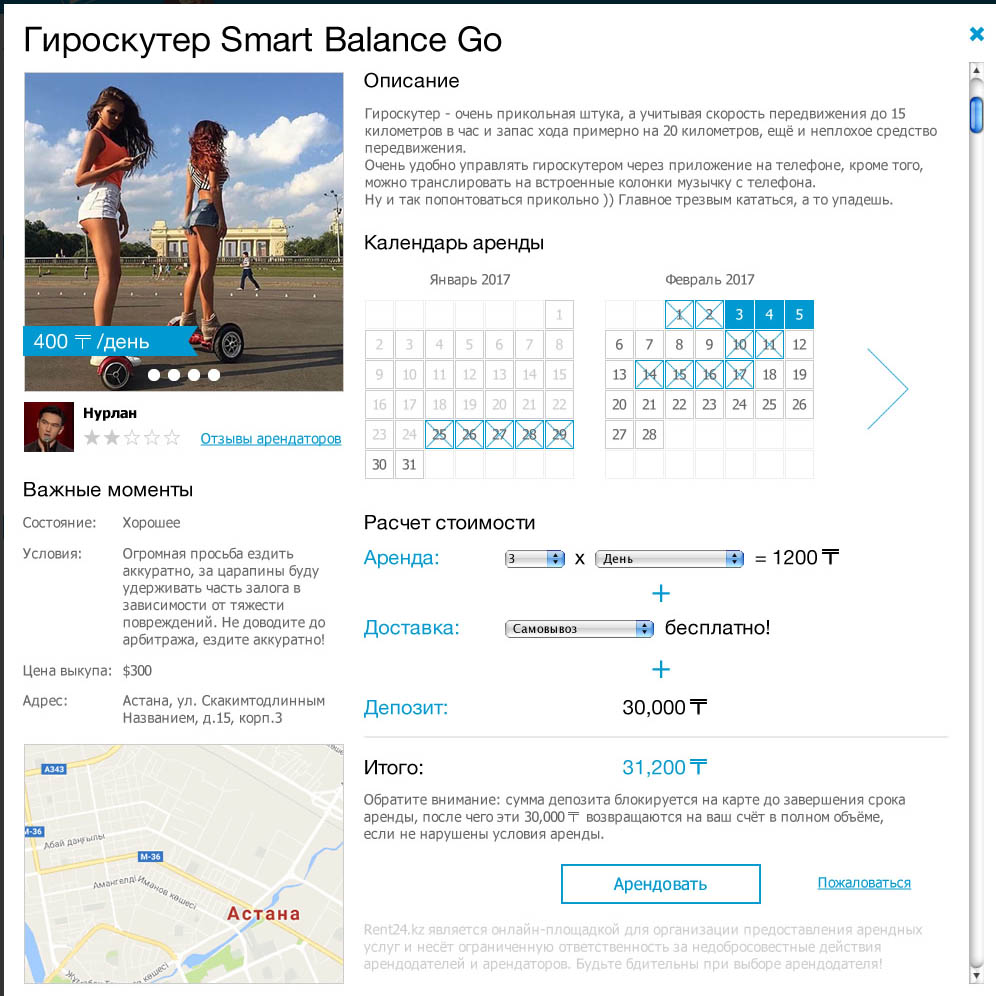 Гироскутер Smart Balance Go
400 ₸ /день
Нурлан
Отзывы арендаторов
Важные моменты
Состояние: Хорошее
Условия: Огромная просьба ездить
аккуратно, за царапины буду
удерживать часть залога в
зависимости от тяжести
повреждений. Не доводите до
арбитража, ездите аккуратно!
Цена выкупа: $300
Адрес: Астана, ул. Скакимтодлинным
Названием, д.15, корп.3
A343
M-36
Абай даңғылы
M-36
Амангелді Иманов көшесі
Астана
Описание
Гироскутер - очень прикольная штука, а учитывая скорость передвижения до 15
километров в час и запас хода примерно на 20 километров, ещё и неплохое средство
передвижения.
Очень удобно управлять гироскутером через приложение на телефоне, кроме того,
можно транслировать на встроенные колонки музычку с телефона.
Ну и так попонтоваться прикольно )) Главное трезвым кататься, а то упадешь.
Календарь аренды
Январь 2017
1
2 3 4 5 6 7 8
9 10 11 12 13 14 15
16 17 18 19 20 21 22
23 24 25 26 27 28 29
30 31
Февраль 2017
1 2 3 4 5
6 7 8 9 10 11 12
13 14 15 16 17 18 19
20 21 22 23 24 25 26
27 28
Расчет стоимости
Аренда: 3 x День = 1200 ₸
+
Доставка: Самовывоз бесплатно!
+
Депозит: 30,000 ₸
Итого: 31,200 ₸
Обратите внимание: сумма депозита блокируется на карте до завершения срока
аренды, после чего эти 30,000 ₸ возвращаются на ваш счёт в полном объёме,
если не нарушены условия аренды.
Арендовать
Пожаловаться
Rent24.kz является онлайн-площадкой для организации предоставления арендных
услуг и несёт ограниченную ответственность за недобросовестные действия
арендодателей и арендаторов. Будьте бдительны при выборе арендодателя!